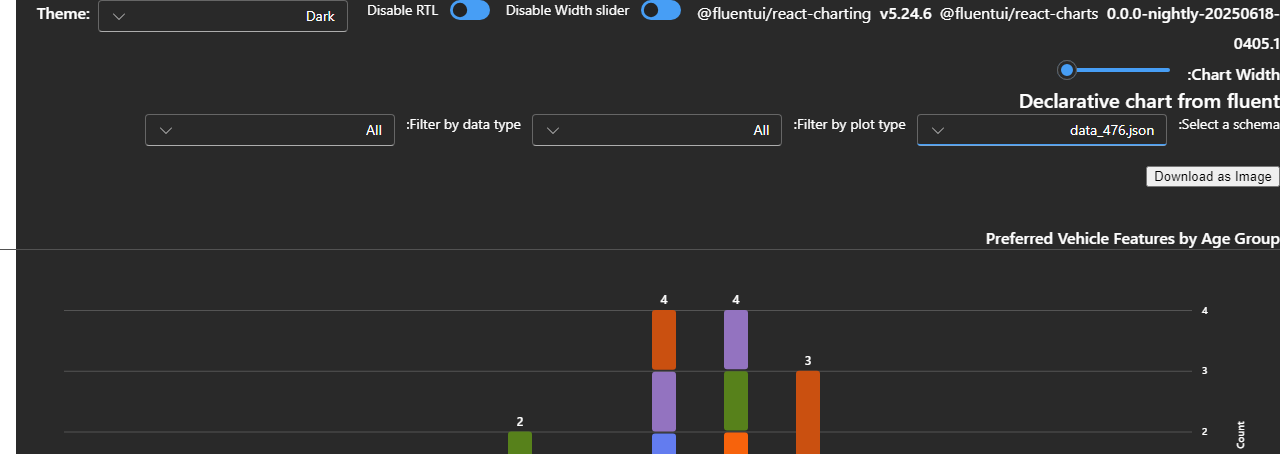 Theme: Dark Disable RTL Disable Width slider @fluentui/react-charting v5.24.6 @fluentui/react-charts 0.0.0-nightly-20250618-
0405.1
:Chart Width
Declarative chart from fluent
:Select a schema data_476.json :Filter by plot type All :Filter by data type All
Download as Image
Preferred Vehicle Features by Age Group
4 4
4
3
3
2
2
Count